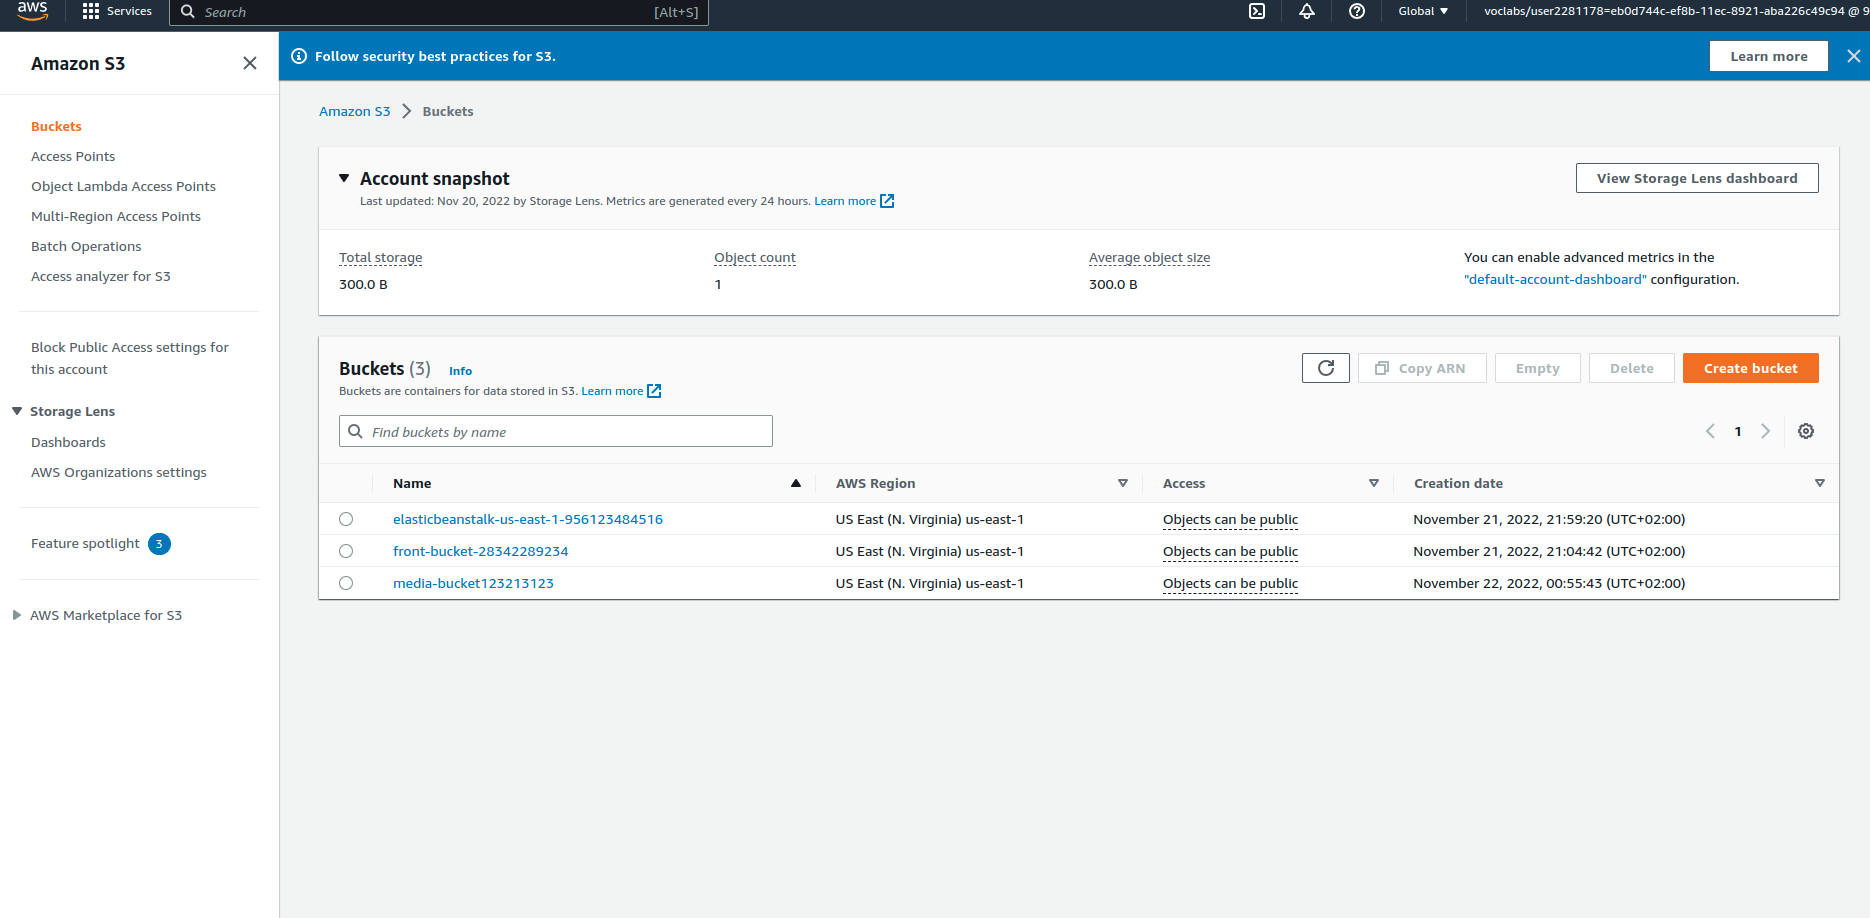 aws
Services
Search
[Alt+S]
Global
voclabs/user2281178=eb0d744c-ef8b-11ec-8921-aba226c49c94 @ 9
Amazon S3
Buckets
Access Points
Object Lambda Access Points
Multi-Region Access Points
Batch Operations
Access analyzer for S3
Block Public Access settings for
this account
Storage Lens
Dashboards
AWS Organizations settings
Feature spotlight 3
AWS Marketplace for S3
Follow security best practices for S3.
Learn more
Amazon S3 Buckets
Account snapshot
Last updated: Nov 20, 2022 by Storage Lens. Metrics are generated every 24 hours. Learn more
View Storage Lens dashboard
Total storage
300.0 B
Object count
1
Average object size
300.0 B
You can enable advanced metrics in the
"default-account-dashboard" configuration.
Buckets (3) Info
Buckets are containers for data stored in S3. Learn more
Copy ARN
Empty
Delete
Create bucket
Find buckets by name
1
Name AWS Region Access Creation date
elasticbeanstalk-us-east-1-956123484516 US East (N. Virginia) us-east-1 Objects can be public November 21, 2022, 21:59:20 (UTC+02:00)
front-bucket-28342289234 US East (N. Virginia) us-east-1 Objects can be public November 21, 2022, 21:04:42 (UTC+02:00)
media-bucket123213123 US East (N. Virginia) us-east-1 Objects can be public November 22, 2022, 00:55:43 (UTC+02:00)